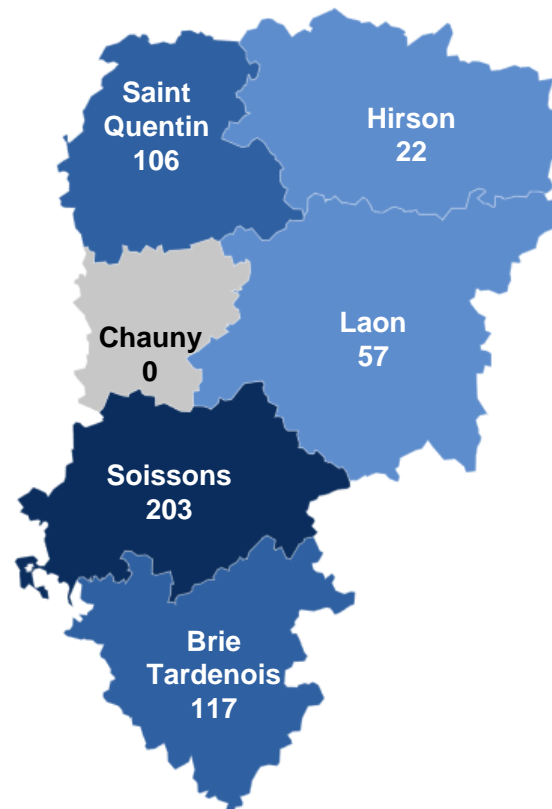 Saint
Quentin
106
Hirson
22
Chauny
0
Laon
57
Soissons
203
Brie
Tardenois
117